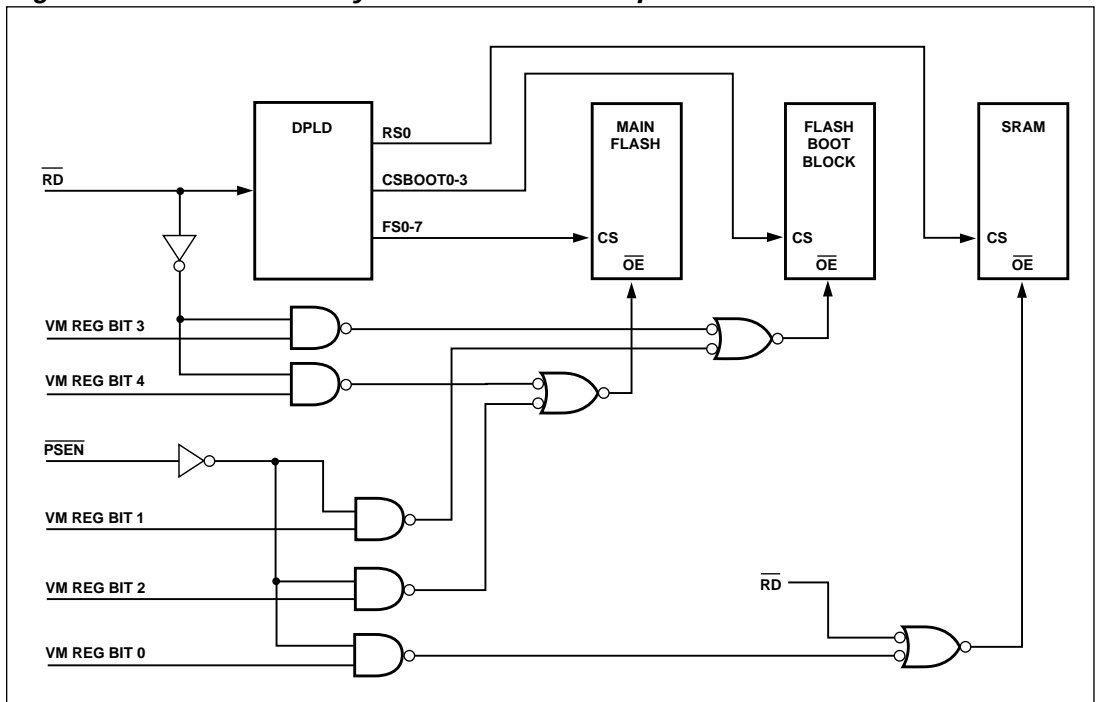 DPLD
RS0
CSBOOT0-3
FS0-7
MAIN
FLASH
CS
OE
FLASH
BOOT
BLOCK
CS
OE
SRAM
CS
OE
RD
VM REG BIT 3
VM REG BIT 4
PSEN
VM REG BIT 1
VM REG BIT 2
RD
VM REG BIT 0